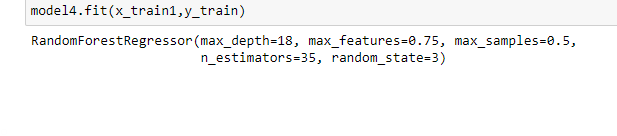 model4.fit(x_train1,y_train)
RandomForestRegressor(max_depth=18, max_features=0.75, max_samples=0.5,
n_estimators=35, random_state=3)